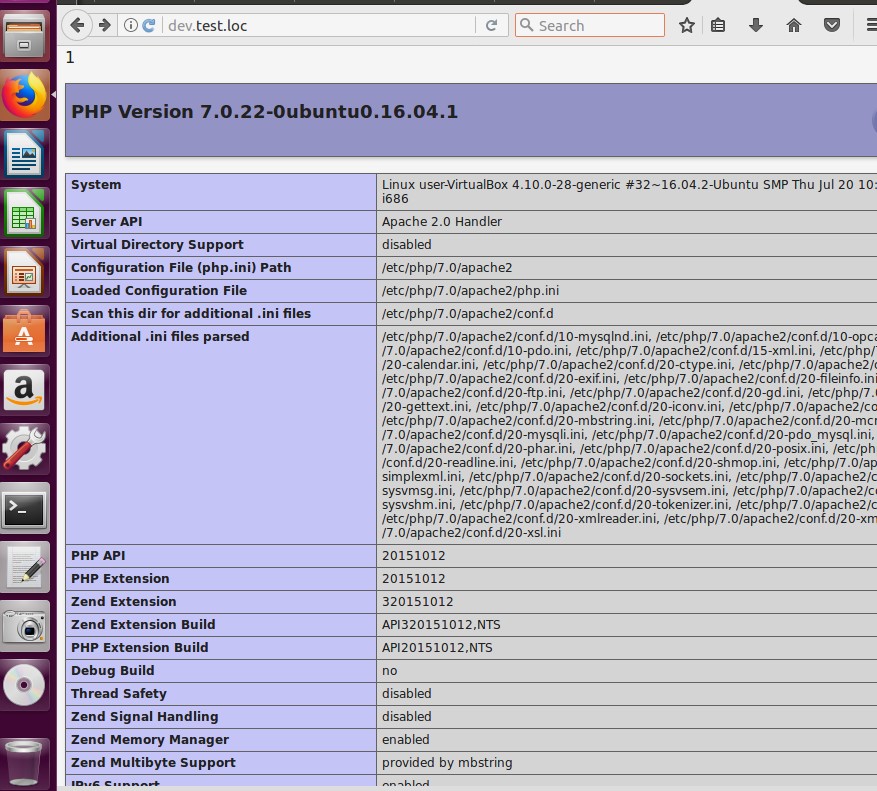 dev.test.loc
Search
1
PHP Version 7.0.22-0ubuntu0.16.04.1
System
Linux user-VirtualBox 4.10.0-28-generic #32~16.04.2-Ubuntu SMP Thu Jul 20 10:
i686
Server API
Apache 2.0 Handler
Virtual Directory Support
disabled
Configuration File (php.ini) Path
/etc/php/7.0/apache2
Loaded Configuration File
/etc/php/7.0/apache2/php.ini
Scan this dir for additional .ini files
/etc/php/7.0/apache2/conf.d
Additional .ini files parsed
/etc/php/7.0/apache2/conf.d/10-mysqlnd.ini, /etc/php/7.0/apache2/conf.d/10-opca
/7.0/apache2/conf.d/10-pdo.ini, /etc/php/7.0/apache2/conf.d/15-xml.ini, /etc/php/
/20-calendar.ini, /etc/php/7.0/apache2/conf.d/20-ctype.ini, /etc/php/7.0/apache2/c
/etc/php/7.0/apache2/conf.d/20-exif.ini, /etc/php/7.0/apache2/conf.d/20-fileinfo.ini
/7.0/apache2/conf.d/20-ftp.ini, /etc/php/7.0/apache2/conf.d/20-gd.ini, /etc/php/7.
/20-gettext.ini, /etc/php/7.0/apache2/conf.d/20-iconv.ini, /etc/php/7.0/apache2/co
/etc/php/7.0/apache2/conf.d/20-mbstring.ini, /etc/php/7.0/apache2/conf.d/20-mcr
/7.0/apache2/conf.d/20-mysqli.ini, /etc/php/7.0/apache2/conf.d/20-pdo_mysql.ini,
/7.0/apache2/conf.d/20-phar.ini, /etc/php/7.0/apache2/conf.d/20-posix.ini, /etc/ph
/conf.d/20-readline.ini, /etc/php/7.0/apache2/conf.d/20-shmop.ini, /etc/php/7.0/ap
simplexml.ini, /etc/php/7.0/apache2/conf.d/20-sockets.ini, /etc/php/7.0/apache2/c
sysvmsg.ini, /etc/php/7.0/apache2/conf.d/20-sysvsem.ini, /etc/php/7.0/apache2/co
sysvshm.ini, /etc/php/7.0/apache2/conf.d/20-tokenizer.ini, /etc/php/7.0/apache2/c
/etc/php/7.0/apache2/conf.d/20-xmlreader.ini, /etc/php/7.0/apache2/conf.d/20-xm
/7.0/apache2/conf.d/20-xsl.ini
PHP API
20151012
PHP Extension
20151012
Zend Extension
320151012
Zend Extension Build
API320151012,NTS
PHP Extension Build
API20151012,NTS
Debug Build
no
Thread Safety
disabled
Zend Signal Handling
disabled
Zend Memory Manager
enabled
Zend Multibyte Support
provided by mbstring
IPv6 Support
enabled